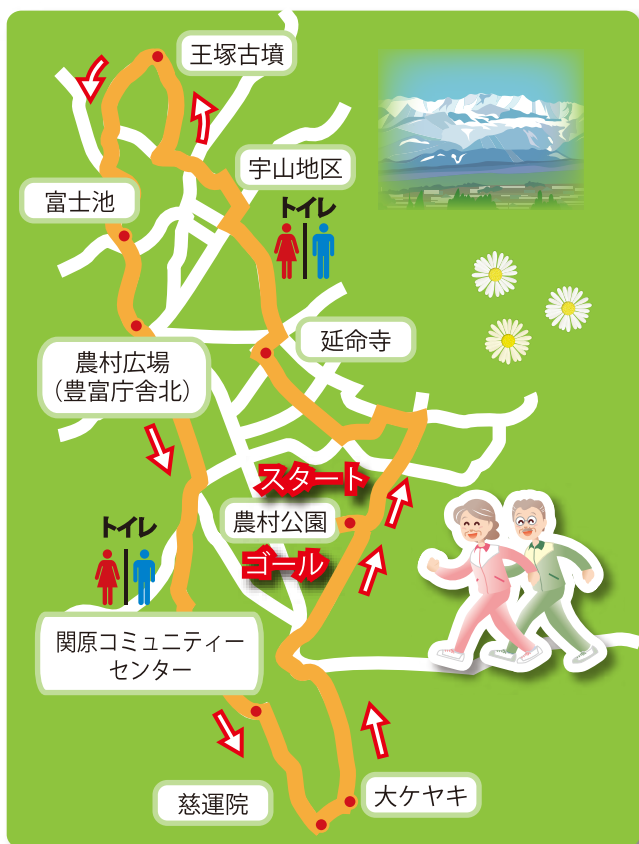 王塚古墳
宇山地区
トイレ
富士池
延命寺
農村広場
（豊富庁舎北）
スタート
農村公園
ゴール
トイレ
関原コミュニティー
センター
慈運院
大ケヤキ